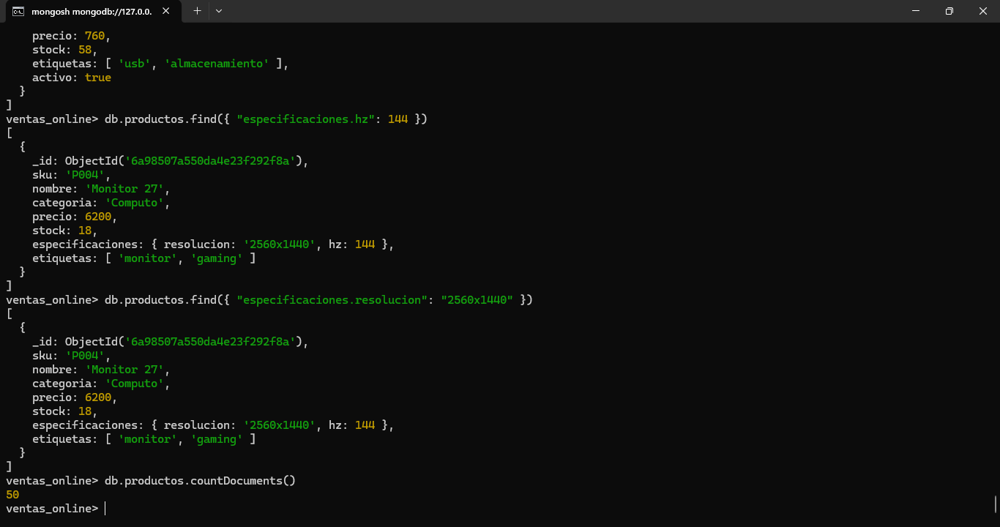 mongosh mongodb://127.0.0.
    precio: 760,
    stock: 58,
    etiquetas: [ 'usb', 'almacenamiento' ],
    activo: true
  }
]
ventas_online> db.productos.find({ "especificaciones.hz": 144 })
[
  {
    _id: ObjectId('6a98507a550da4e23f292f8a'),
    sku: 'P004',
    nombre: 'Monitor 27',
    categoria: 'Computo',
    precio: 6200,
    stock: 18,
    especificaciones: { resolucion: '2560x1440', hz: 144 },
    etiquetas: [ 'monitor', 'gaming' ]
  }
]
ventas_online> db.productos.find({ "especificaciones.resolucion": "2560x1440" })
[
  {
    _id: ObjectId('6a98507a550da4e23f292f8a'),
    sku: 'P004',
    nombre: 'Monitor 27',
    categoria: 'Computo',
    precio: 6200,
    stock: 18,
    especificaciones: { resolucion: '2560x1440', hz: 144 },
    etiquetas: [ 'monitor', 'gaming' ]
  }
]
ventas_online> db.productos.countDocuments()
50
ventas_online>